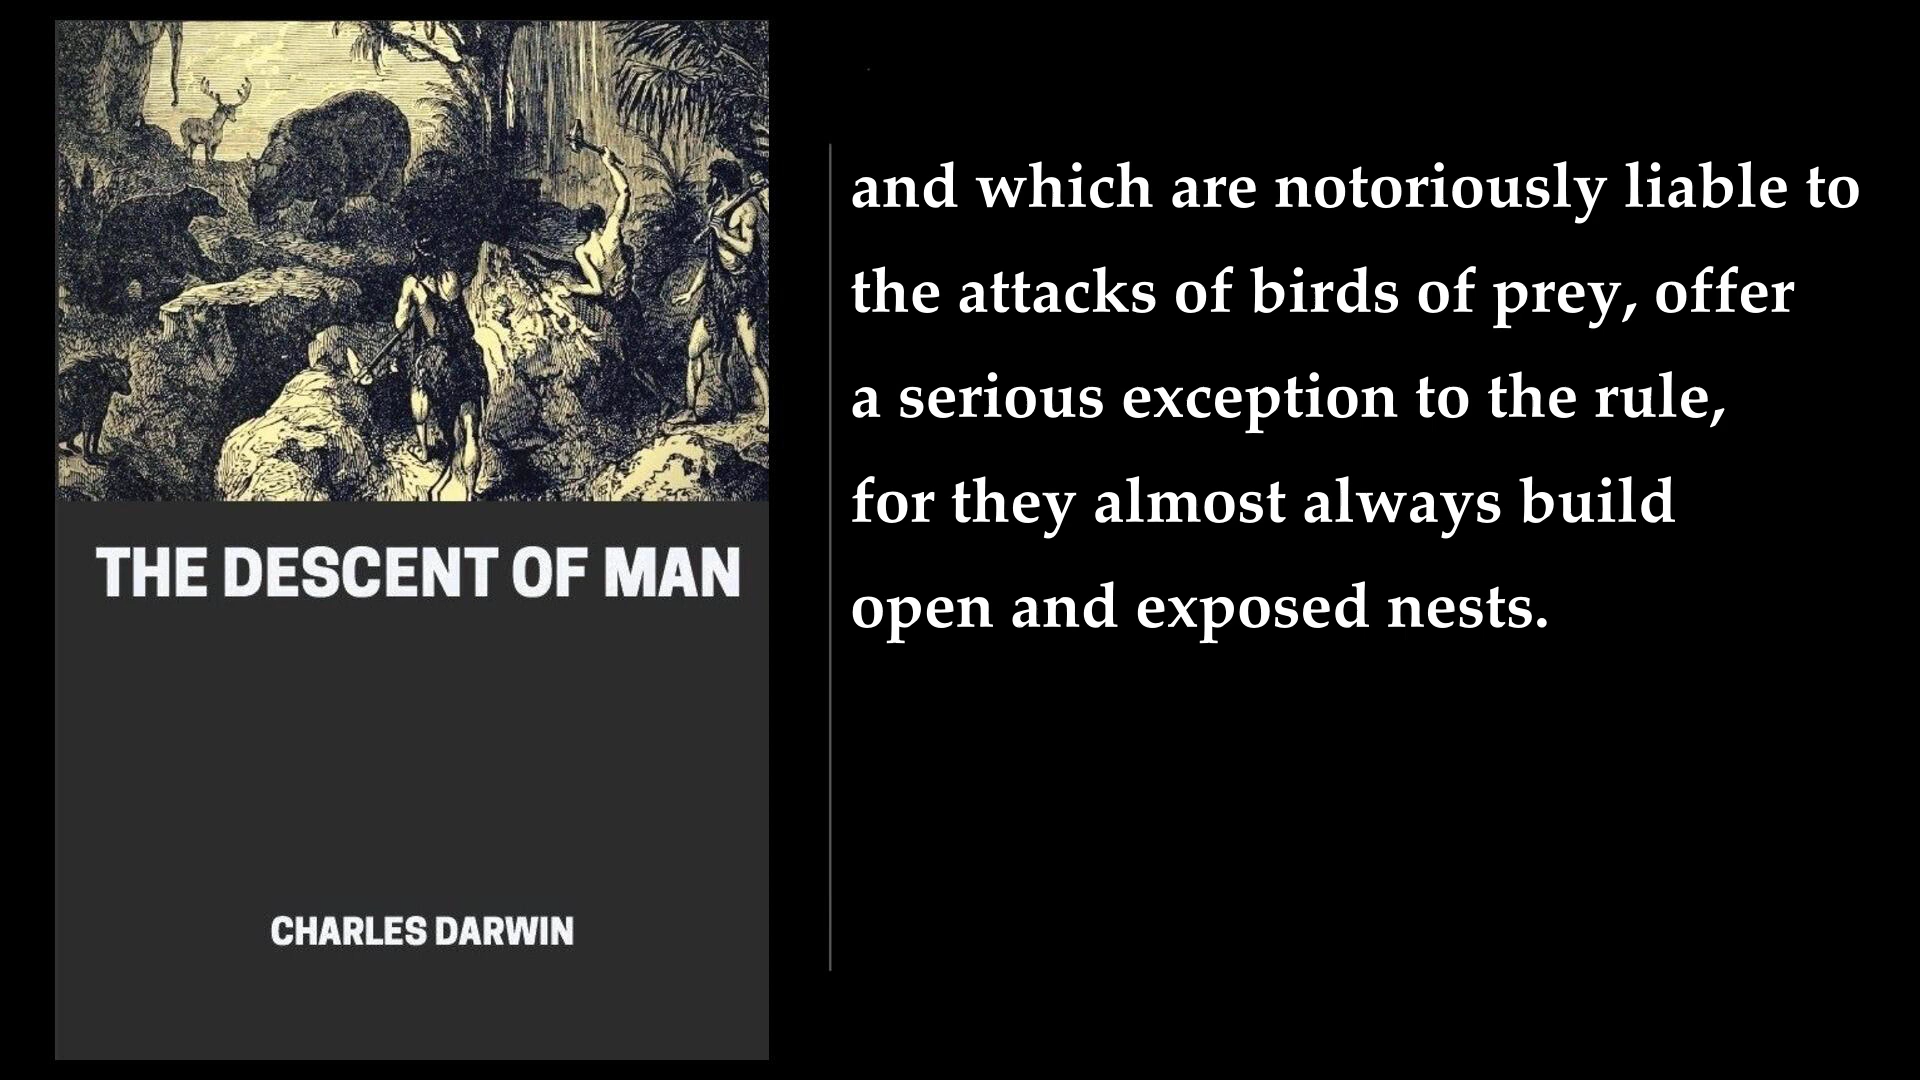 THE DESCENT OF MAN
CHARLES DARWIN
and which are notoriously liable to
the attacks of birds of prey, offer
a serious exception to the rule,
for they almost always build
open and exposed nests.